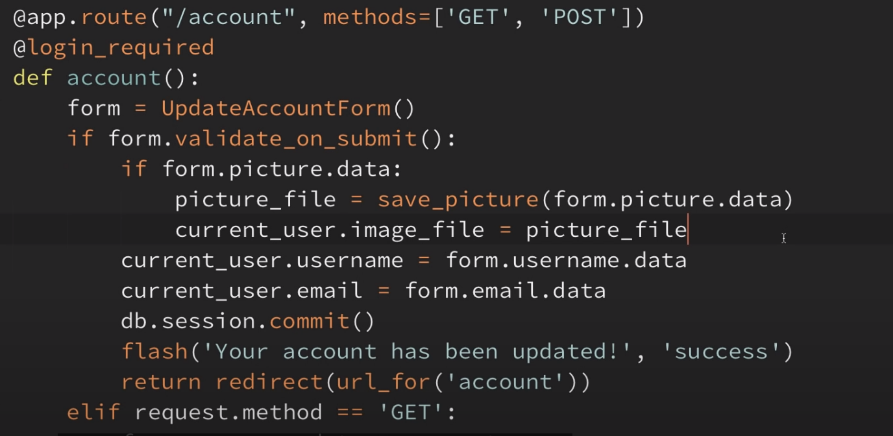 @app.route("/account", methods=['GET', 'POST'])
@login_required
def account():
    form = UpdateAccountForm()
    if form.validate_on_submit():
        if form.picture.data:
            picture_file = save_picture(form.picture.data)
            current_user.image_file = picture_file
        current_user.username = form.username.data
        current_user.email = form.email.data
        db.session.commit()
        flash('Your account has been updated!', 'success')
        return redirect(url_for('account'))
    elif request.method == 'GET':